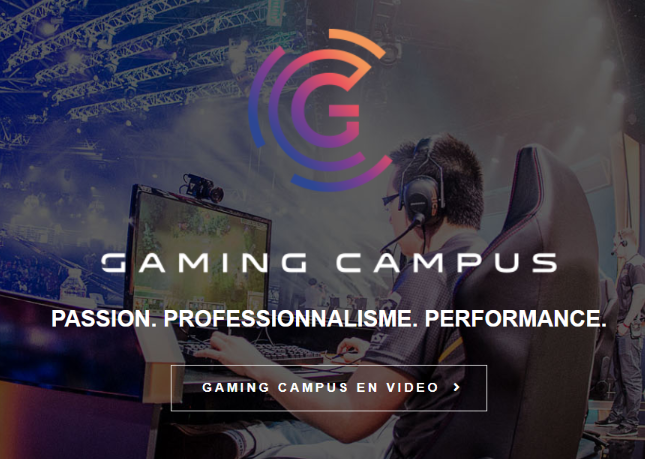 GAMING CAMPUS
PASSION. PROFESSIONNALISME. PERFORMANCE.
GAMING CAMPUS EN VIDEO